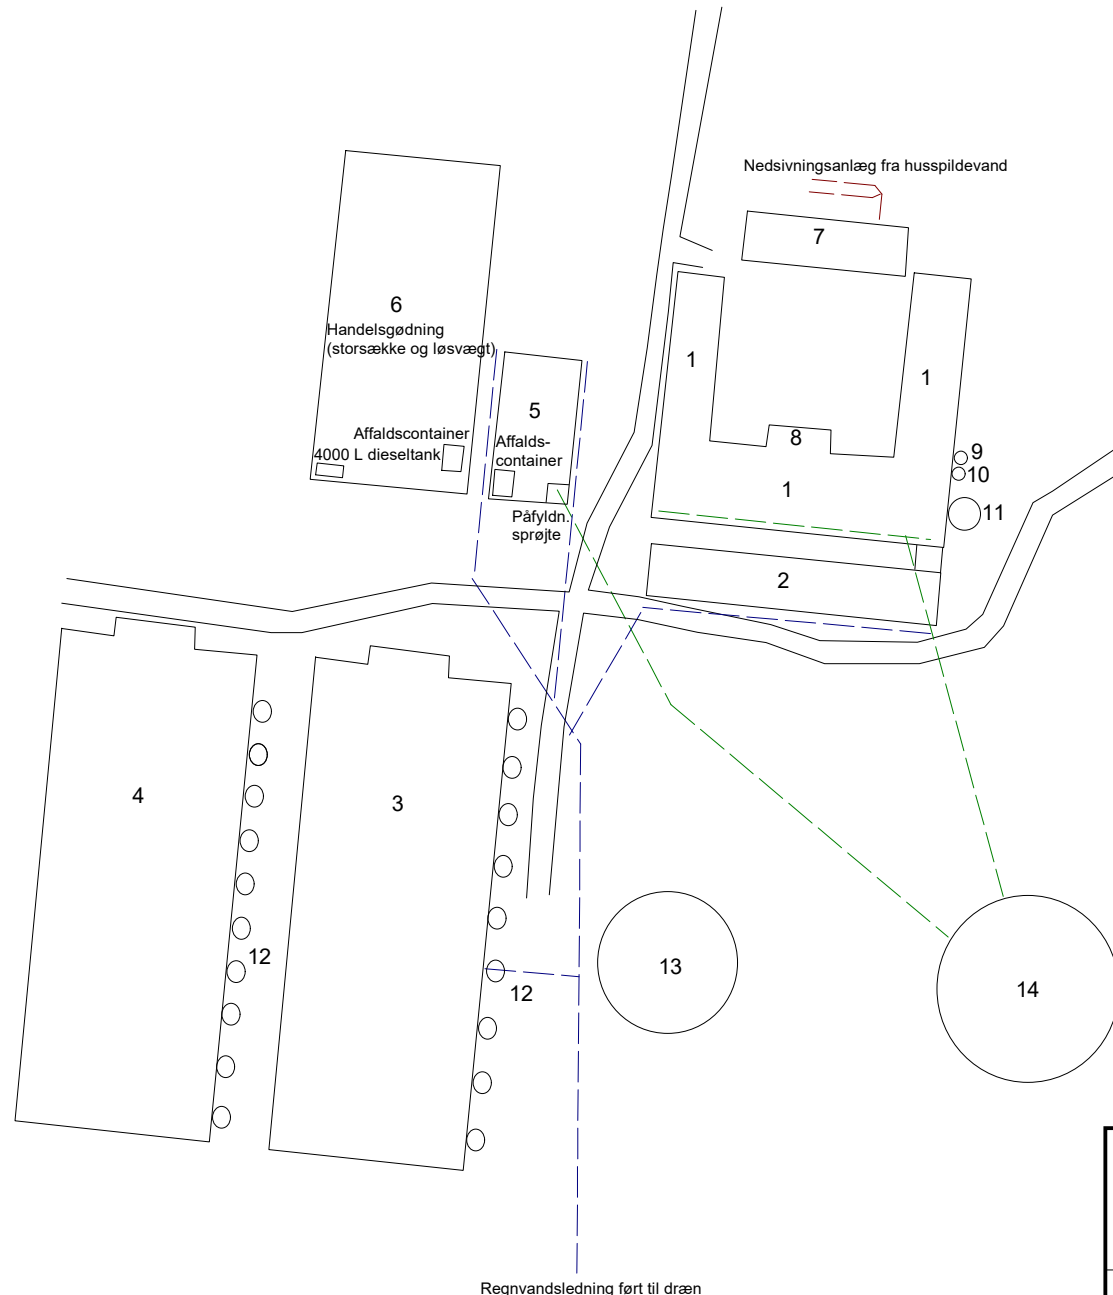 Nedsivningsanlæg fra husspildevand
7
6
Handelsgødning
(storsække og løsvægt)
1
1
5
8
Affaldscontainer
4000 L dieseltank
Affalds-
container
9
10
1
11
Påfyldn.
sprøjte
2
4
3
12
12
13
14
Regnvandsledning ført til dræn